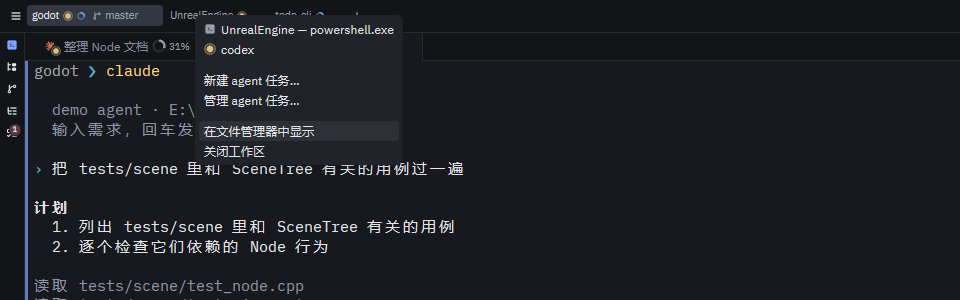 godot master UnrealEngine
UnrealEngine — powershell.exe
codex
新建 agent 任务...
管理 agent 任务...
在文件管理器中显示
关闭工作区
整理 Node 文档 31%
godot ❯ claude
demo agent · E:\
输入需求, 回车发
› 把 tests/scene 里和 SceneTree 有关的用例过一遍
计划
1. 列出 tests/scene 里和 SceneTree 有关的用例
2. 逐个检查它们依赖的 Node 行为
读取 tests/scene/test_node.cpp